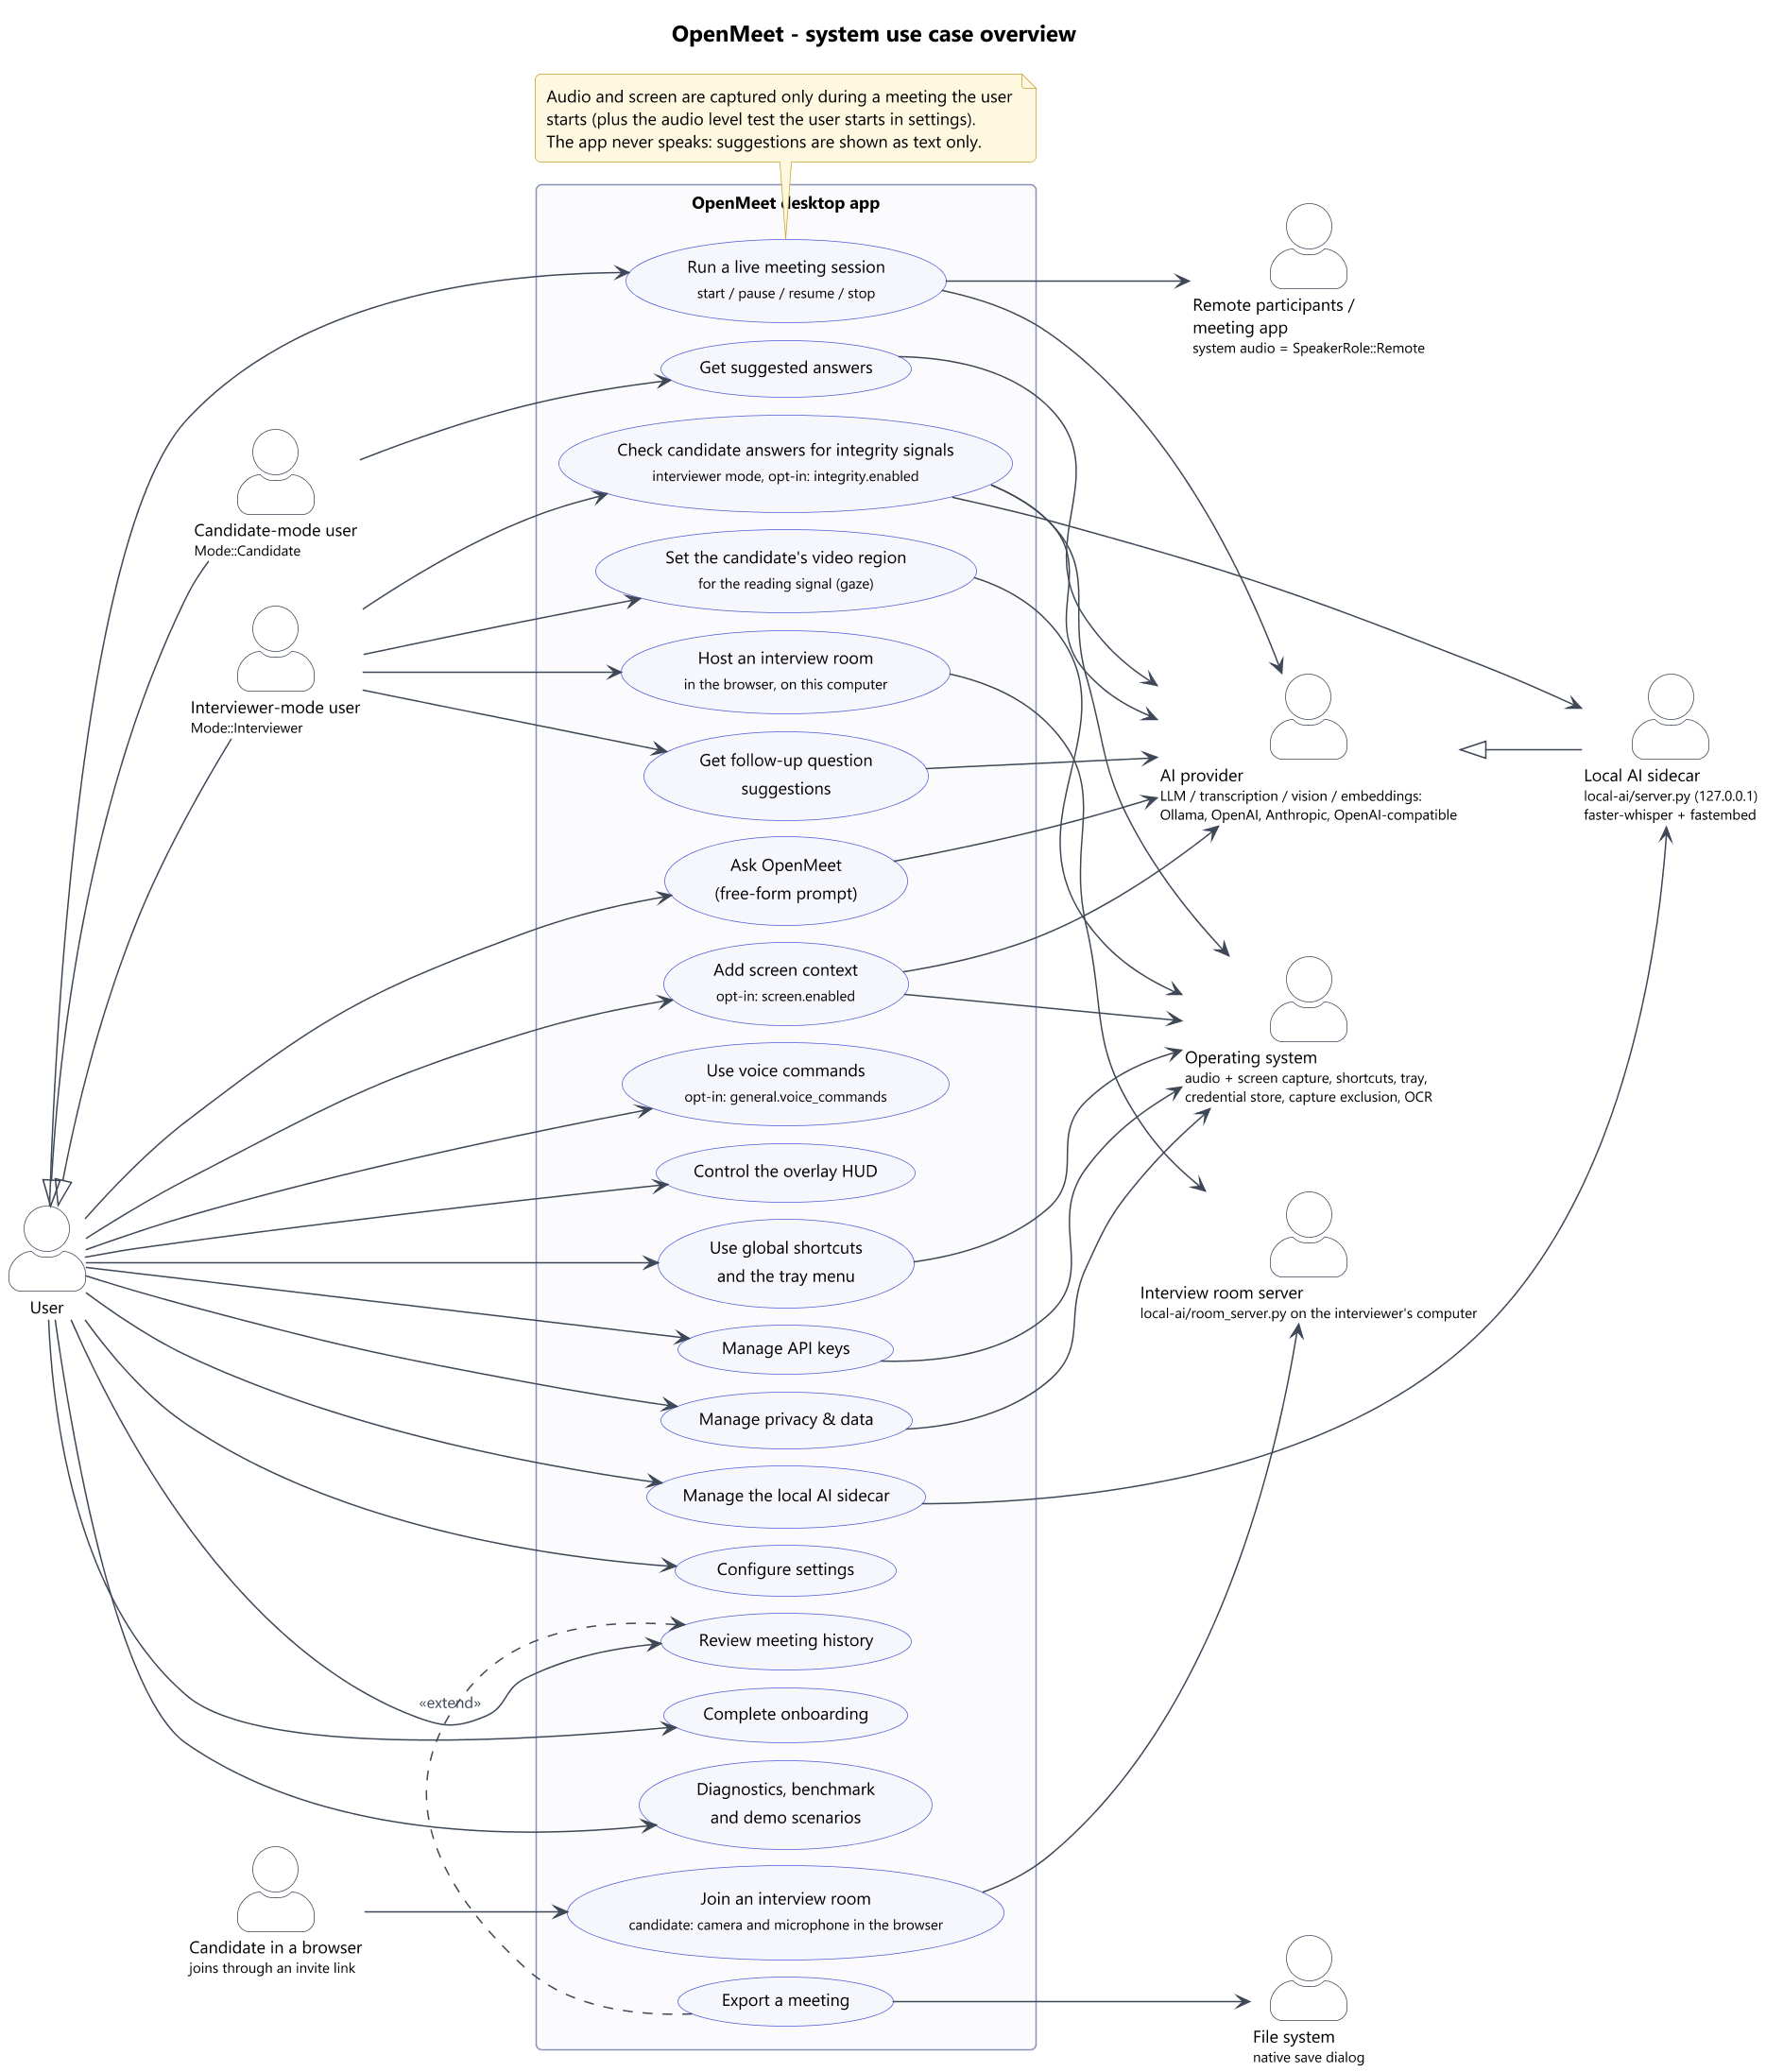 OpenMeet - system use case overview
Audio and screen are captured only during a meeting the user
starts (plus the audio level test the user starts in settings).
The app never speaks: suggestions are shown as text only.
OpenMeet desktop app
Run a live meeting session
start / pause / resume / stop
Remote participants /
meeting app
system audio = SpeakerRole::Remote
Get suggested answers
Check candidate answers for integrity signals
interviewer mode, opt-in: integrity.enabled
Candidate-mode user
Mode::Candidate
Set the candidate's video region
for the reading signal (gaze)
Host an interview room
in the browser, on this computer
Interviewer-mode user
Mode::Interviewer
Get follow-up question
suggestions
AI provider
LLM / transcription / vision / embeddings:
Ollama, OpenAI, Anthropic, OpenAI-compatible
Local AI sidecar
local-ai/server.py (127.0.0.1)
faster-whisper + fastembed
Ask OpenMeet
(free-form prompt)
Add screen context
opt-in: screen.enabled
Operating system
audio + screen capture, shortcuts, tray,
credential store, capture exclusion, OCR
Use voice commands
opt-in: general.voice_commands
Control the overlay HUD
Use global shortcuts
and the tray menu
User
Interview room server
local-ai/room_server.py on the interviewer's computer
Manage API keys
Manage privacy & data
Manage the local AI sidecar
Configure settings
Review meeting history
«extend»
Complete onboarding
Diagnostics, benchmark
and demo scenarios
Join an interview room
candidate: camera and microphone in the browser
Candidate in a browser
joins through an invite link
Export a meeting
File system
native save dialog